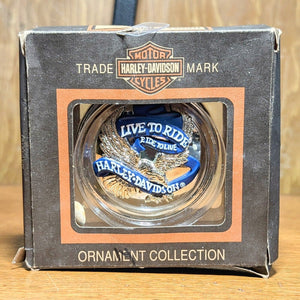 MOTOR
TRADE HARLEY-DAVIDSON MARK
CYCLES
LIVE TO RIDE
RIDE TO LIVE
HARLEY-DAVIDSON®
ORNAMENT COLLECTION